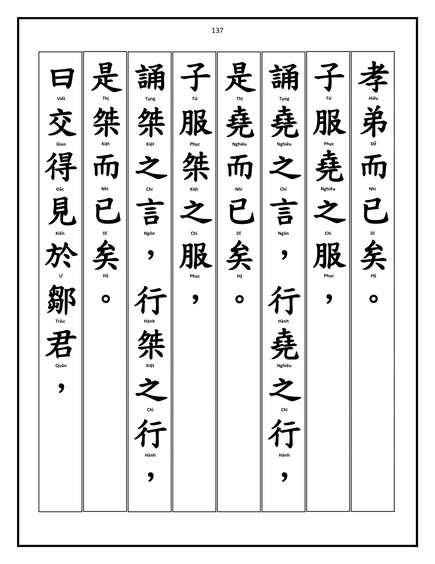 137
孝弟而已矣。
Hiếu Đễ Nhi Dĩ Hỹ
子服堯之服，
Tử Phục Nghiêu Chi Phục
誦堯之言，行堯之行，
Tụng Nghiêu Chi Ngôn Hành Nghiêu Chi Hành
是堯而已矣。
Thị Nghiêu Nhi Dĩ Hỹ
子服桀之服，
Tử Phục Kiệt Chi Phục
誦桀之言，行桀之行，
Tụng Kiệt Chi Ngôn Hành Kiệt Chi Hành
是桀而已矣。
Thị Kiệt Nhi Dĩ Hỹ
曰交得見於鄒君，
Viết Giao Đắc Kiến Ư Trâu Quân